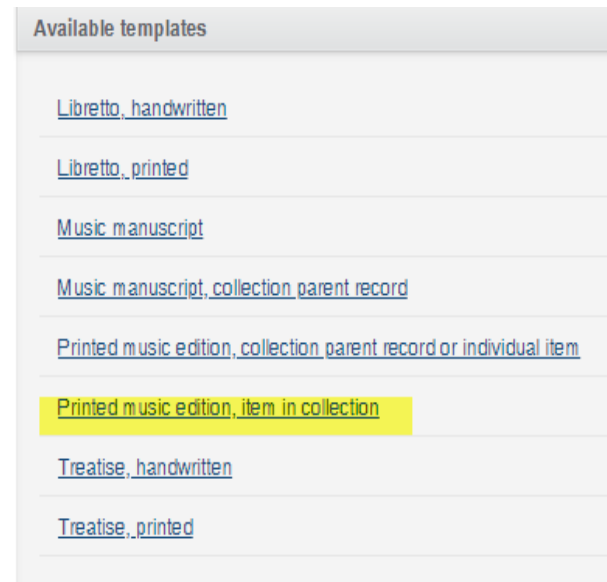 Available templates
Libretto, handwritten
Libretto, printed
Music manuscript
Music manuscript, collection parent record
Printed music edition, collection parent record or individual item
Printed music edition, item in collection
Treatise, handwritten
Treatise, printed